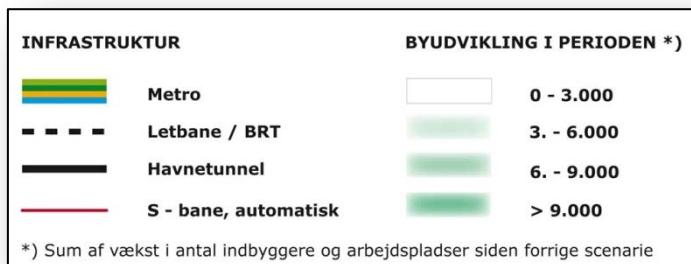 INFRASTRUKTUR
Metro
Letbane / BRT
Havnetunnel
S - bane, automatisk
BYUDVIKLING I PERIODEN *)
0 - 3.000
3. - 6.000
6. - 9.000
> 9.000
*) Sum af vækst i antal indbyggere og arbejdspladser siden forrige scenarie